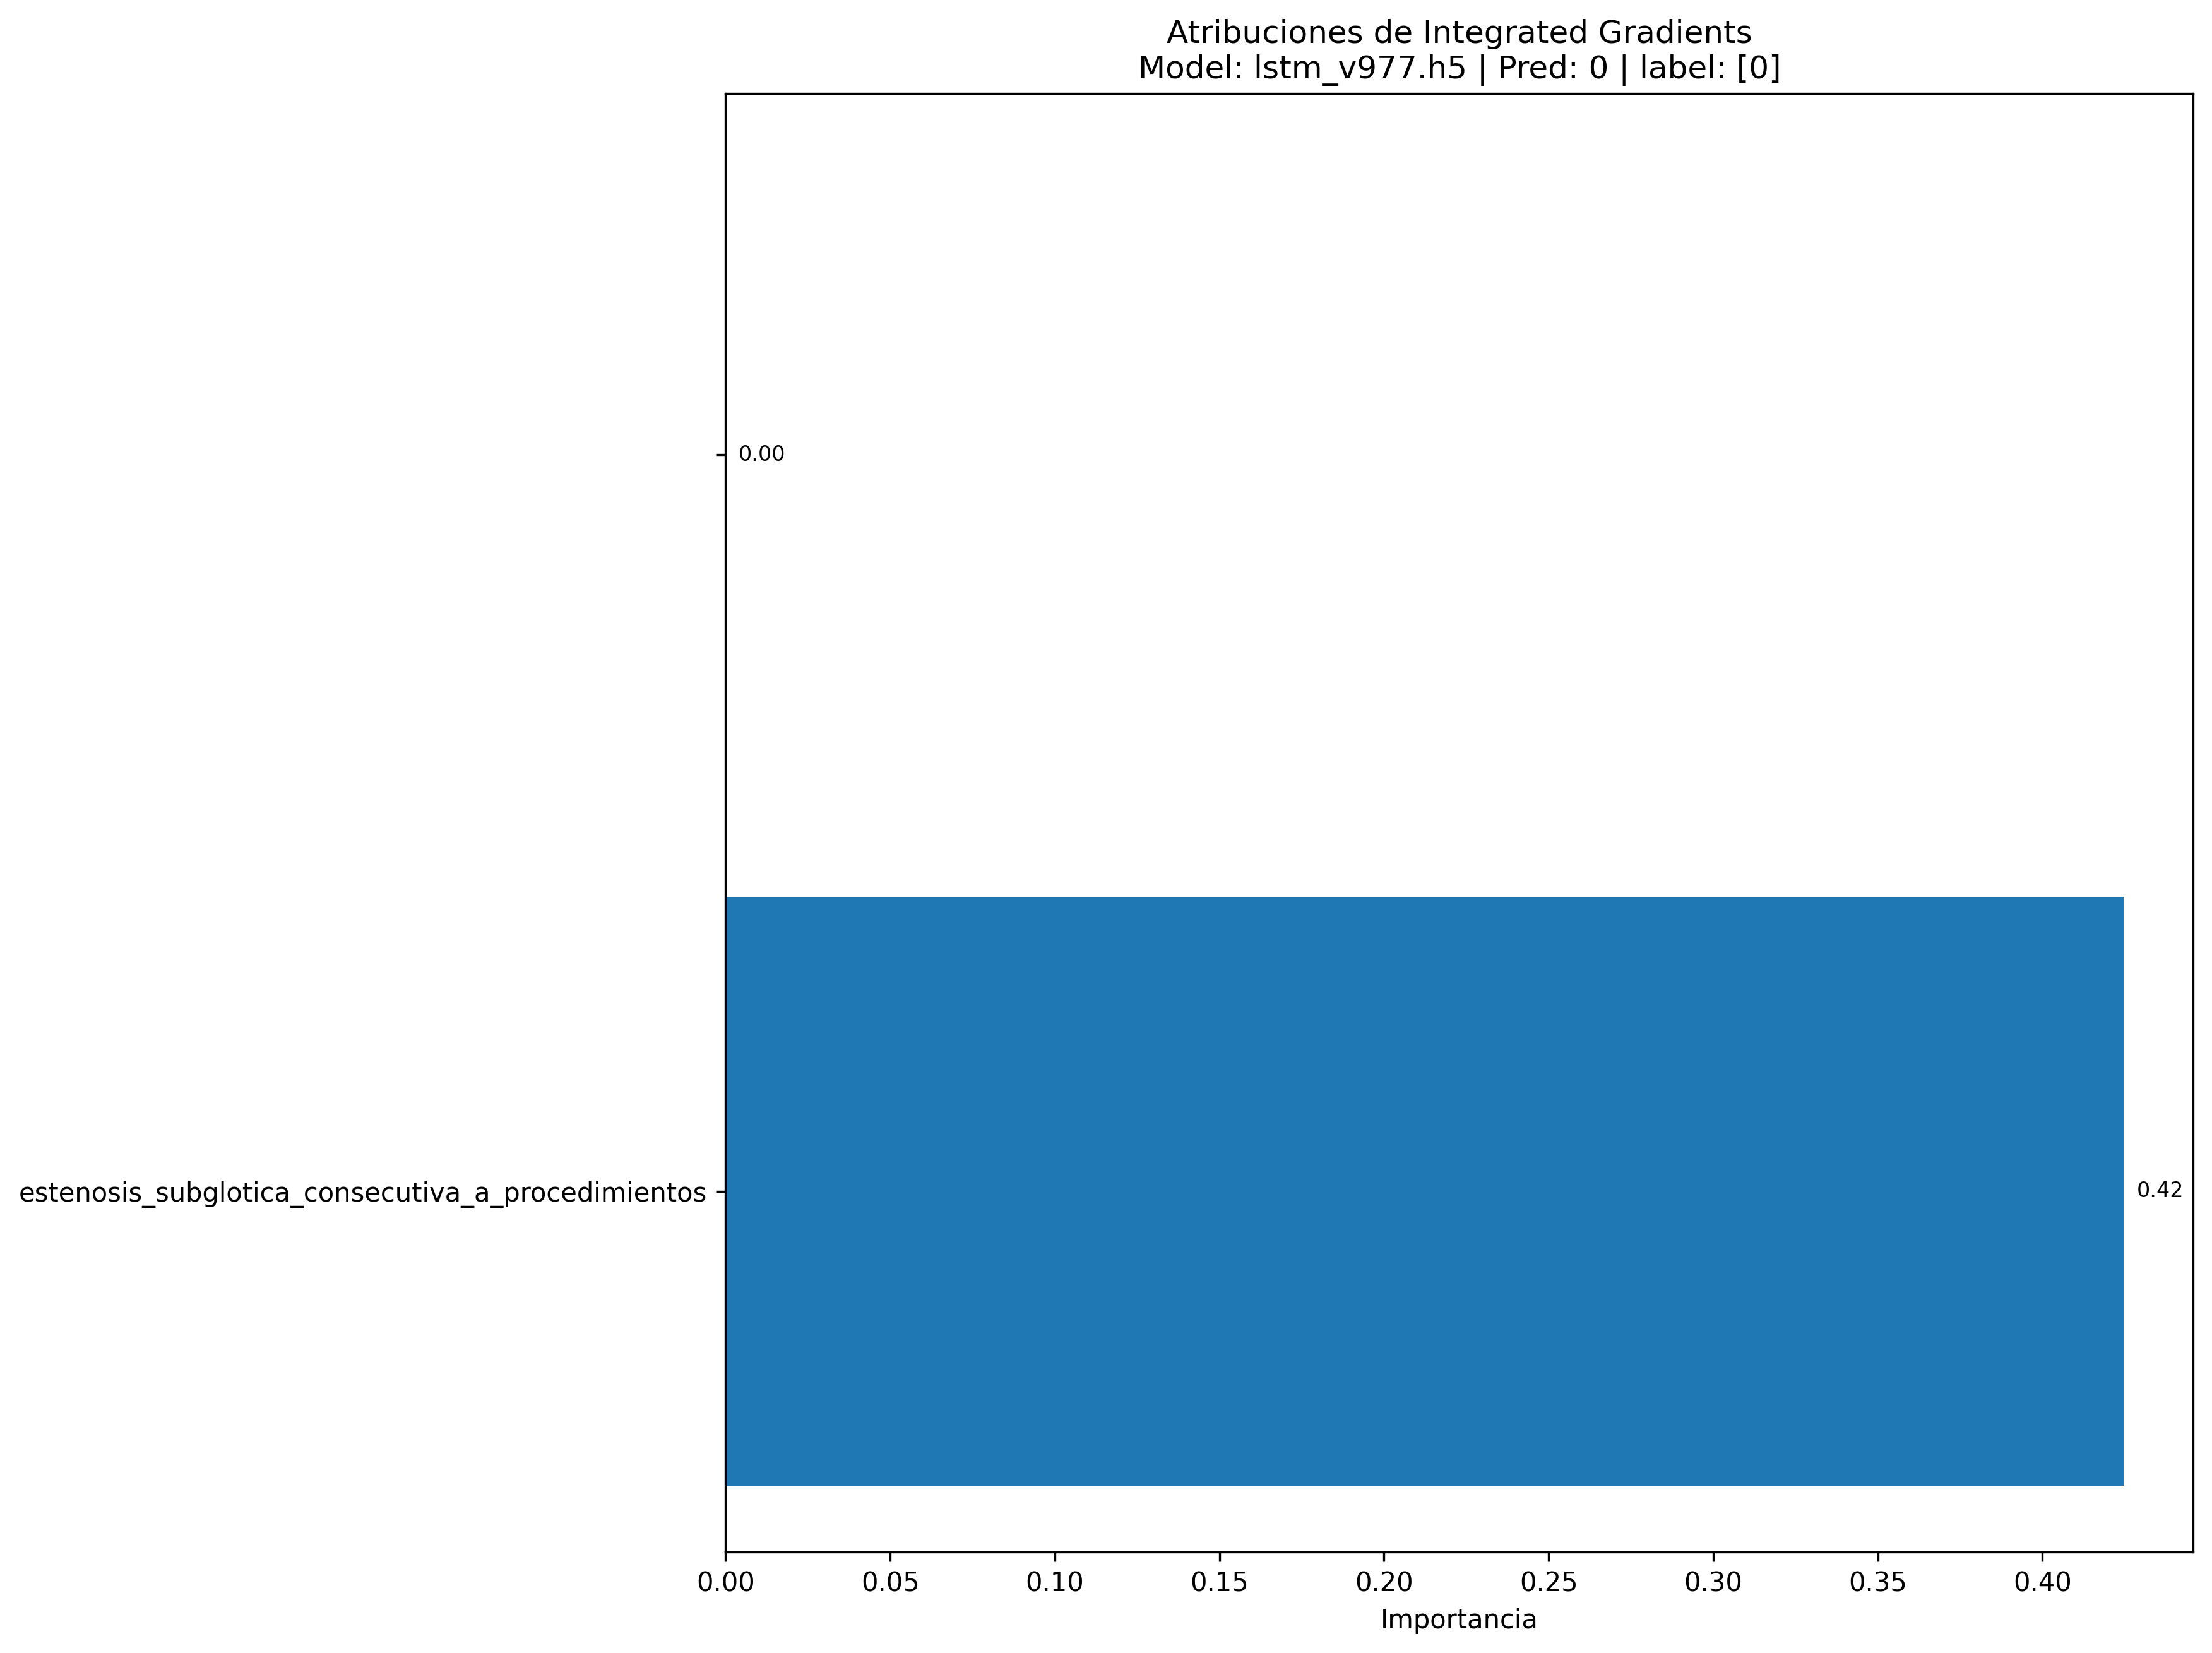 Atribuciones de Integrated Gradients
Model: lstm_v977.h5 | Pred: 0 | label: [0]
0.00
estenosis_subglotica_consecutiva_a_procedimientos
0.42
0.00 0.05 0.10 0.15 0.20 0.25 0.30 0.35 0.40
Importancia